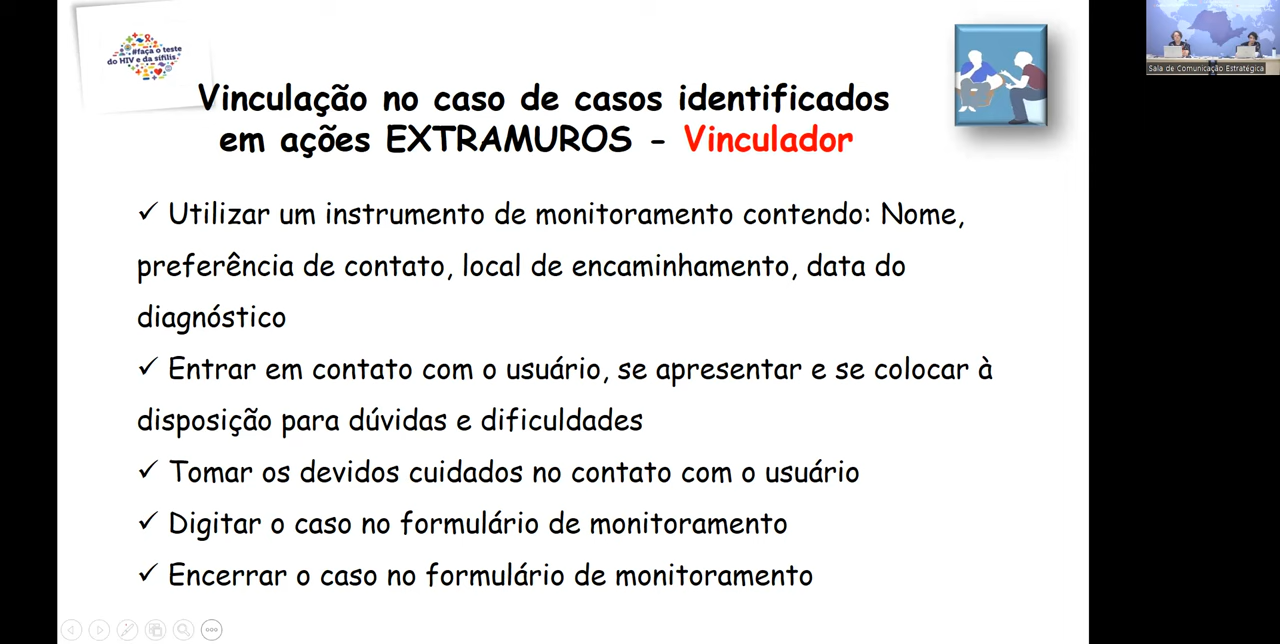 #faça o teste
do HIV e da sífilis
Vinculação no caso de casos identificados
em ações EXTRAMUROS - Vinculador
✓ Utilizar um instrumento de monitoramento contendo: Nome,
preferência de contato, local de encaminhamento, data do
diagnóstico
✓ Entrar em contato com o usuário, se apresentar e se colocar à
disposição para dúvidas e dificuldades
✓ Tomar os devidos cuidados no contato com o usuário
✓ Digitar o caso no formulário de monitoramento
✓ Encerrar o caso no formulário de monitoramento
Sala de Comunicação Estratégica